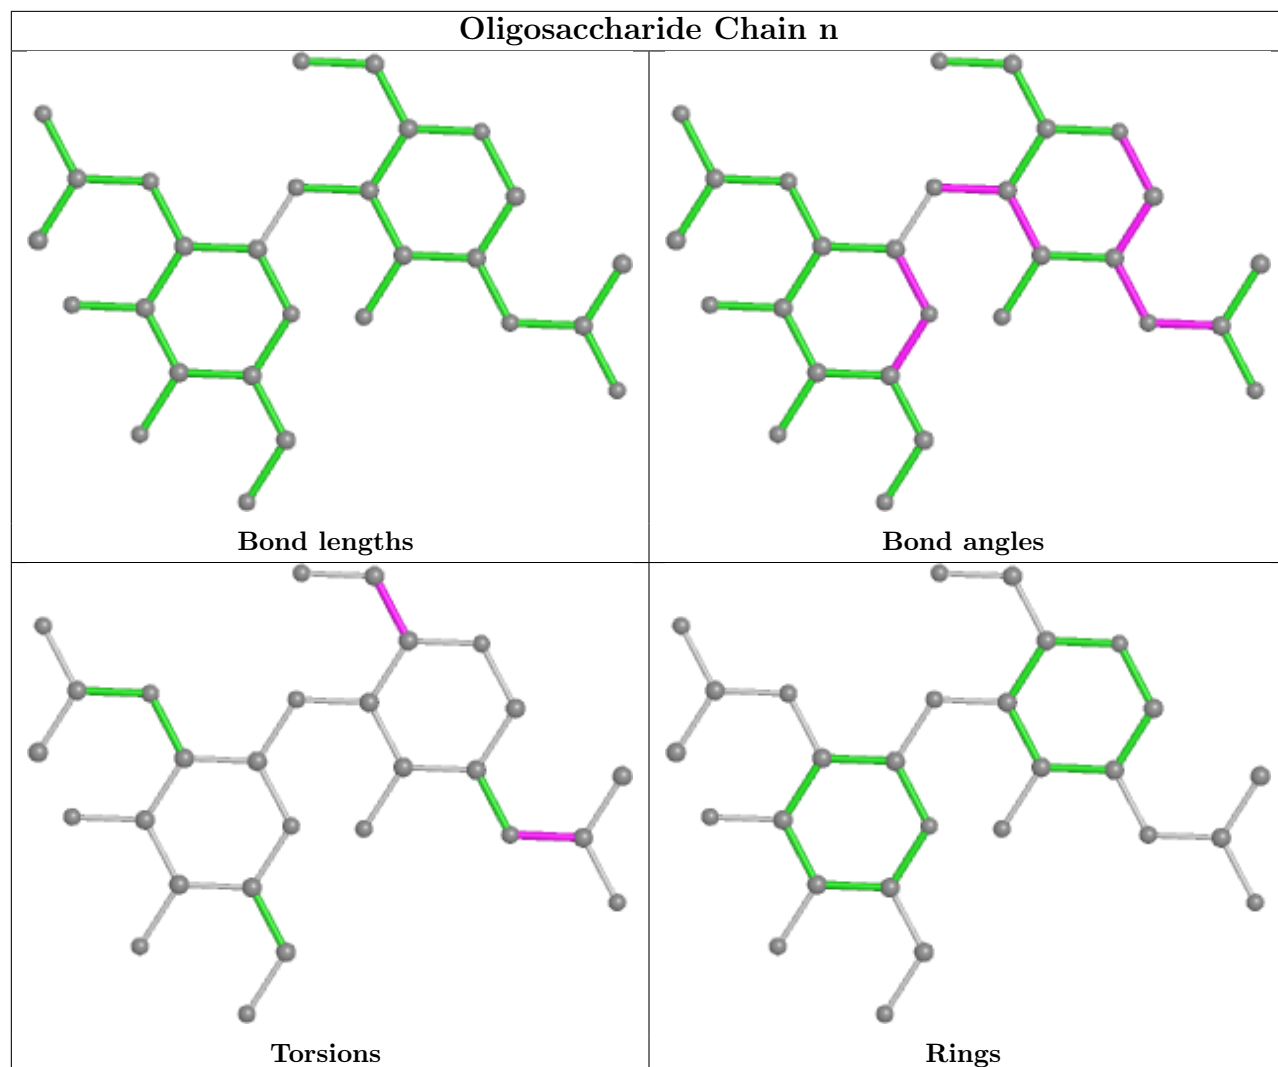 Oligosaccharide Chain n
Bond lengths
Bond angles
Torsions
Rings